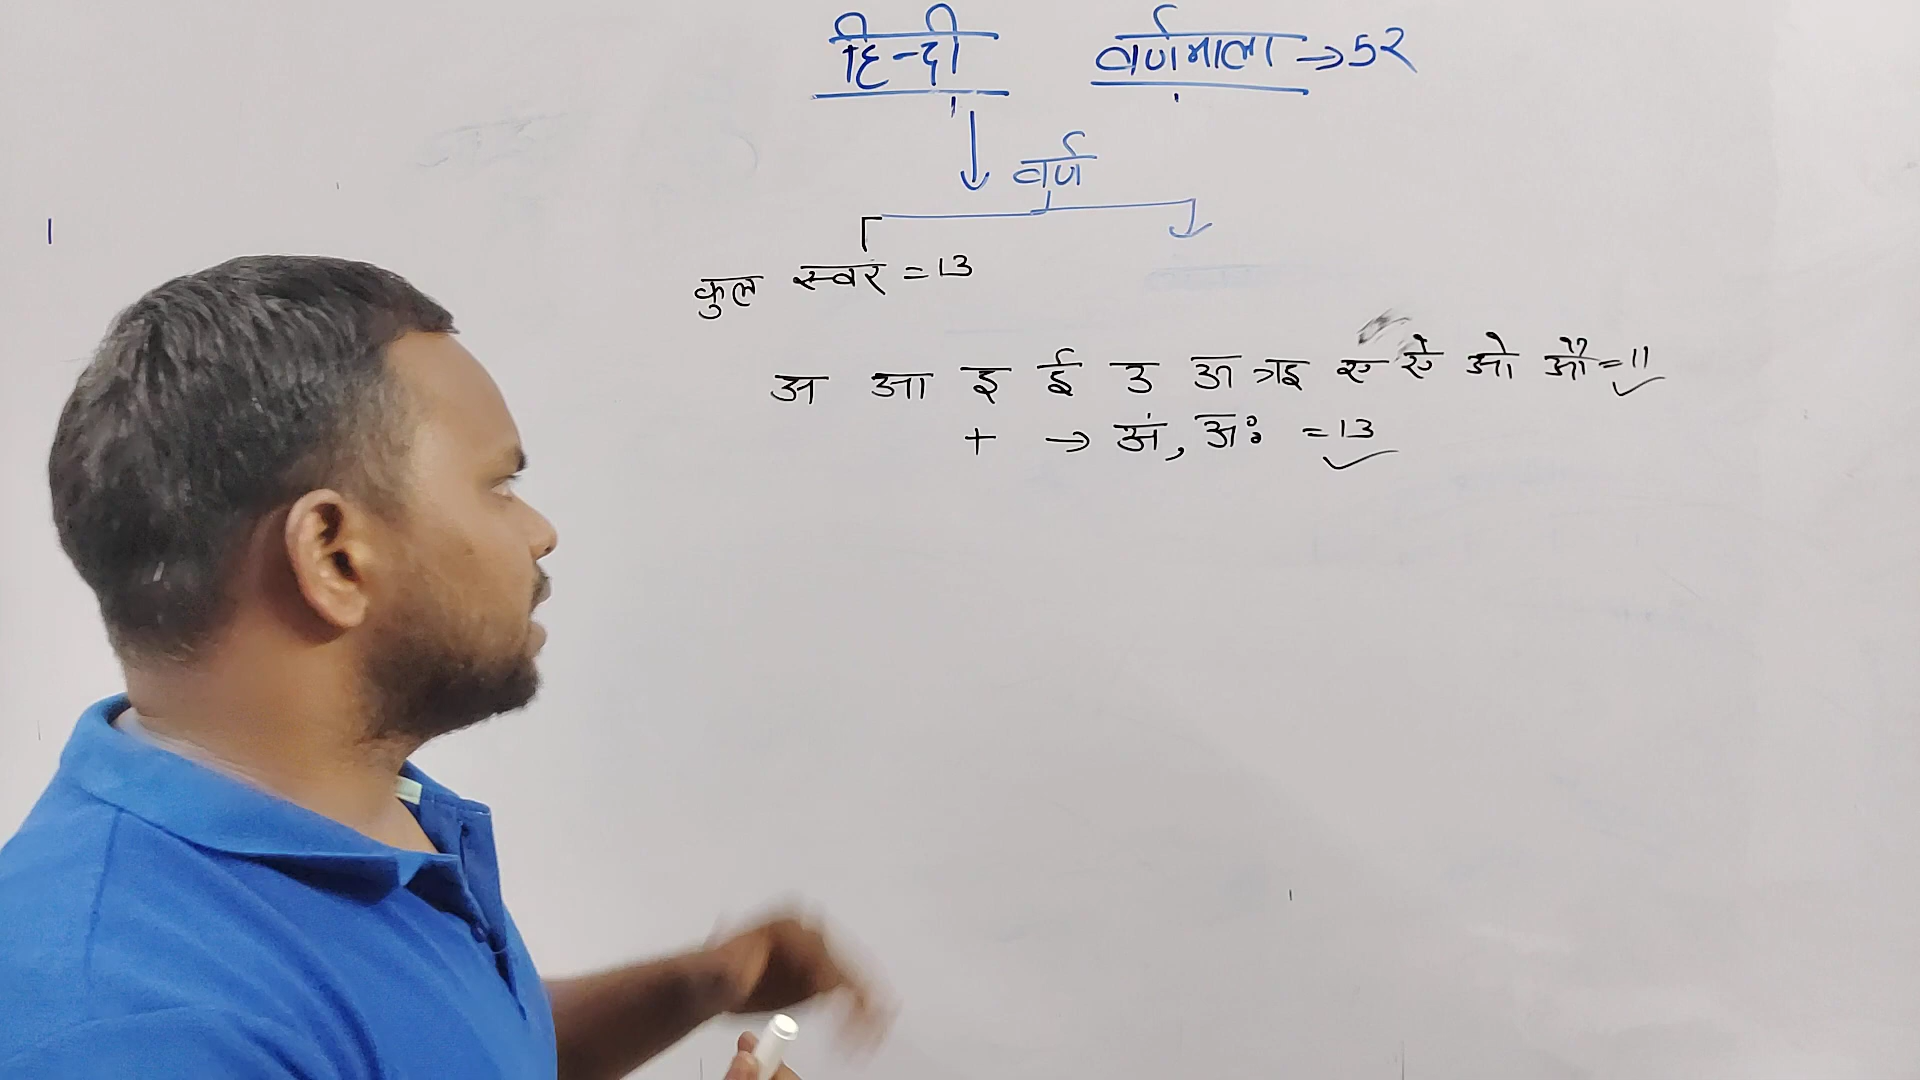 हिन्दी वर्णमाला → 52
वर्ण
कुल स्वर = 13
अ आ इ ई उ ऊ ऋ ए ऐ ओ औ = 11
+ → अं, अः = 13